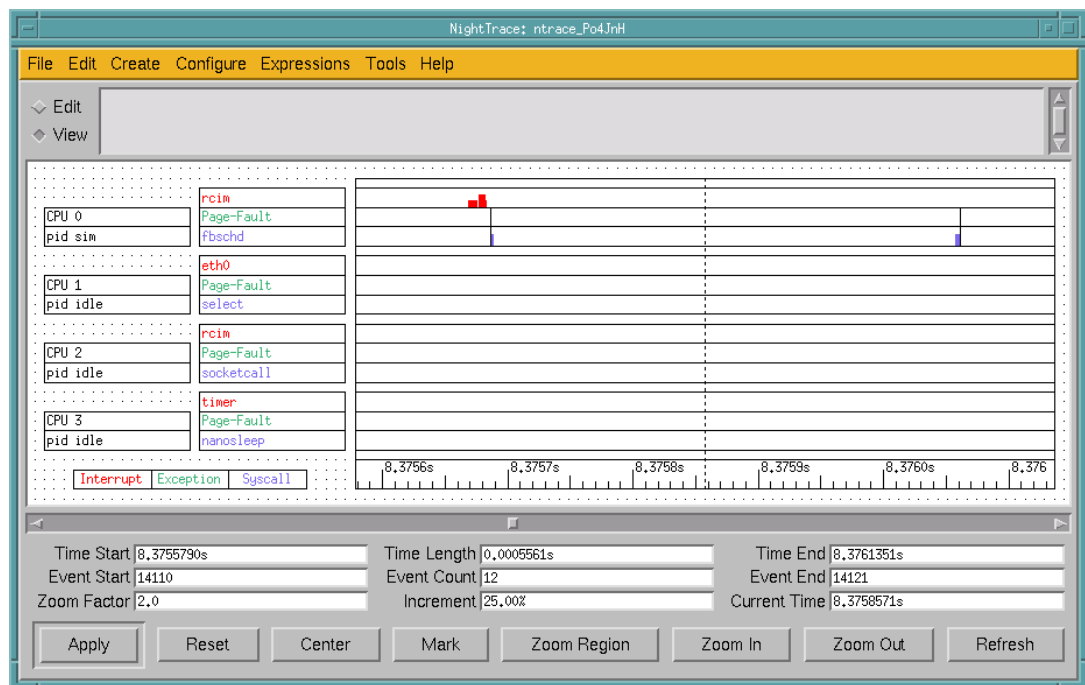 NightTrace: ntrace_Po4JnH
File Edit Create Configure Expressions Tools Help
Edit
View
rcim
CPU 0 Page-Fault
pid sim fbschd
eth0
CPU 1 Page-Fault
pid idle select
rcim
CPU 2 Page-Fault
pid idle socketcall
timer
CPU 3 Page-Fault
pid idle nanosleep
8.3756s 8.3757s 8.3758s 8.3759s 8.3760s 8.376
Interrupt Exception Syscall
Time Start 8.3755790s Time Length 0.0005561s Time End 8.3761351s
Event Start 14110 Event Count 12 Event End 14121
Zoom Factor 2.0 Increment 25.00% Current Time 8.3758571s
Apply Reset Center Mark Zoom Region Zoom In Zoom Out Refresh